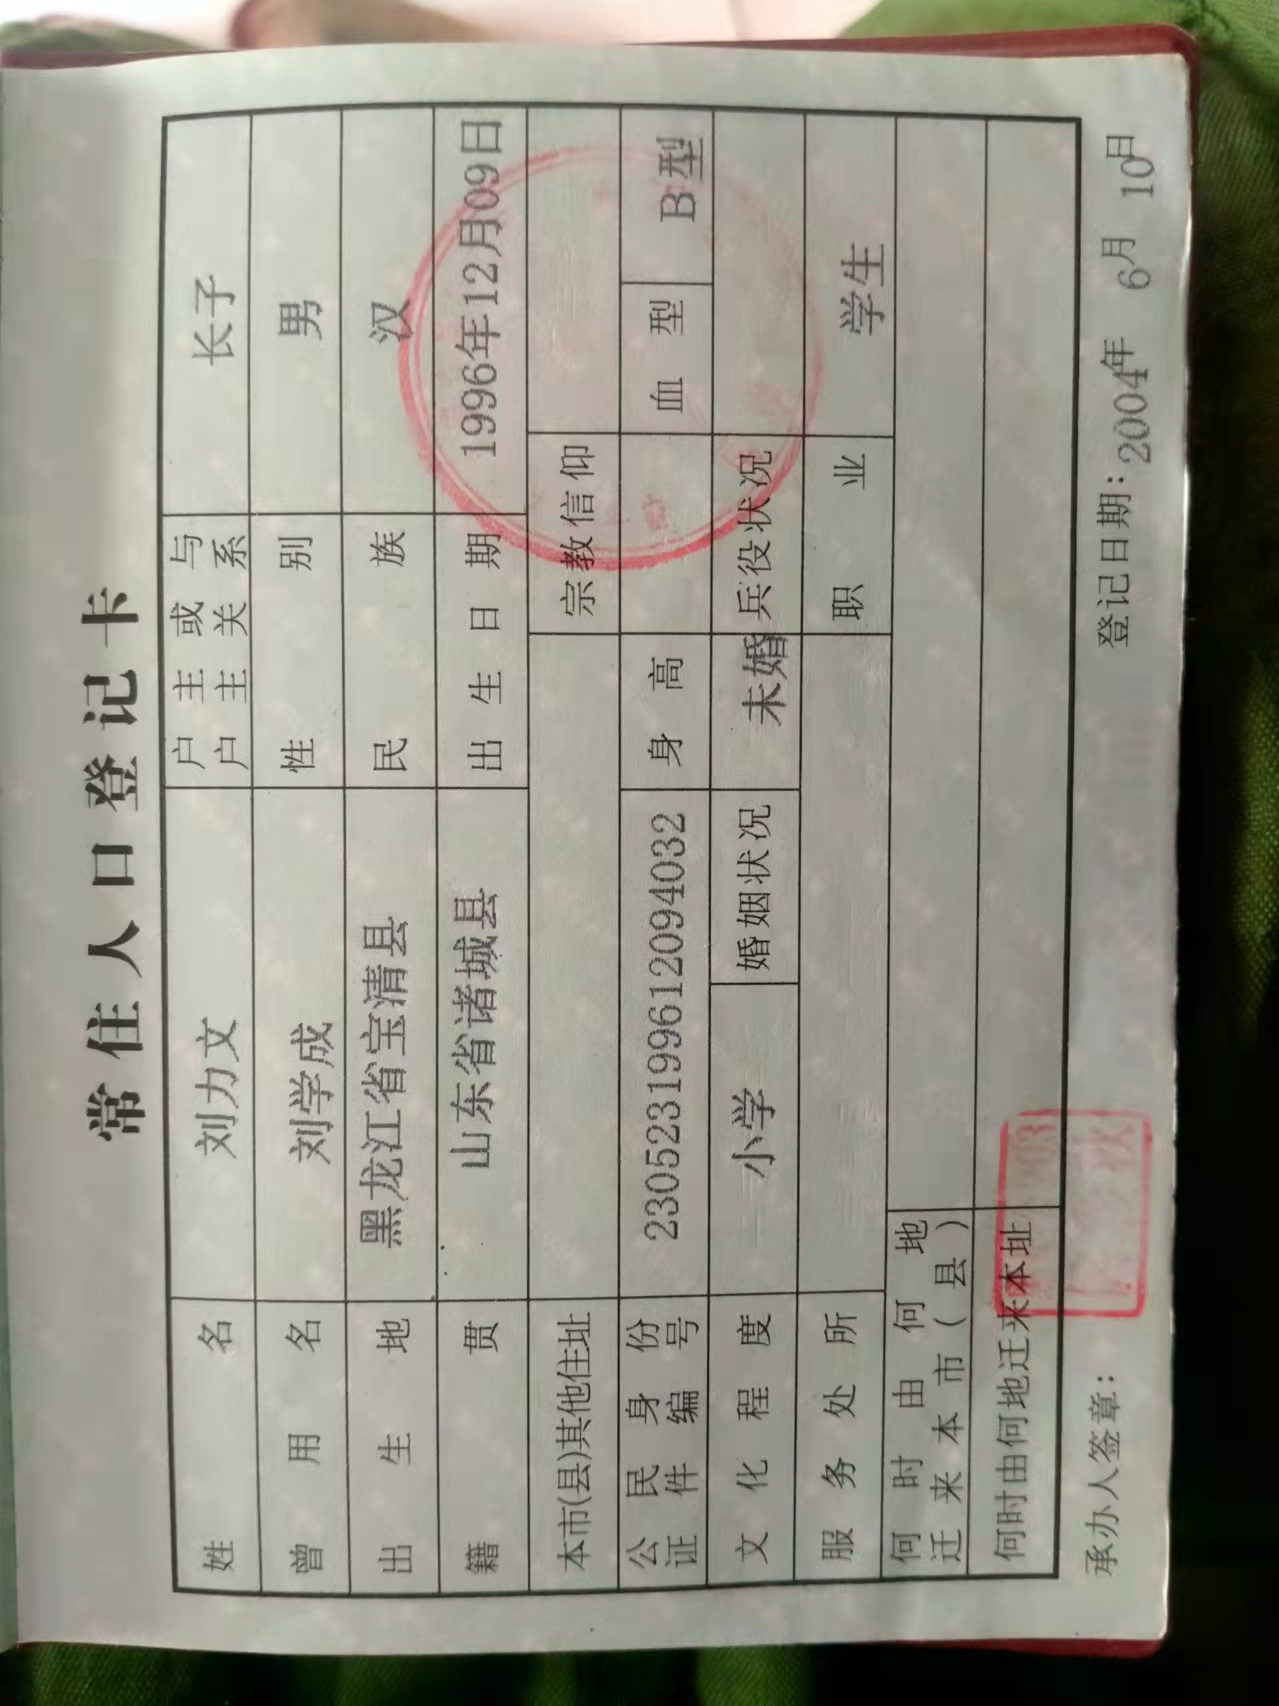 常住人口登记卡
姓名 刘力文 户主或与户主关系 长子
曾用名 刘学成 性别 男
出生地 黑龙江省宝清县 民族 汉
籍贯 山东省诸城县 出生日期 1996年12月09日
本市(县)其他住址 宗教信仰
公民身份证件编号 230523199612094032 身高 血型 B型
文化程度 小学 婚姻状况 未婚 兵役状况
服务处所 职业 学生
何时由何地迁来本市(县)
何时由何地迁来本址
承办人签章: 登记日期:2004年6月10日